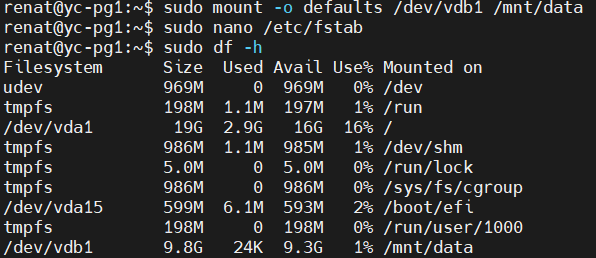 renat@yc-pg1:~$ sudo mount -o defaults /dev/vdb1 /mnt/data
renat@yc-pg1:~$ sudo nano /etc/fstab
renat@yc-pg1:~$ sudo df -h
Filesystem      Size  Used Avail Use% Mounted on
udev            969M     0  969M   0% /dev
tmpfs           198M  1.1M  197M   1% /run
/dev/vda1        19G  2.9G   16G  16% /
tmpfs           986M  1.1M  985M   1% /dev/shm
tmpfs           5.0M     0  5.0M   0% /run/lock
tmpfs           986M     0  986M   0% /sys/fs/cgroup
/dev/vda15      599M  6.1M  593M   2% /boot/efi
tmpfs           198M     0  198M   0% /run/user/1000
/dev/vdb1       9.8G   24K  9.3G   1% /mnt/data